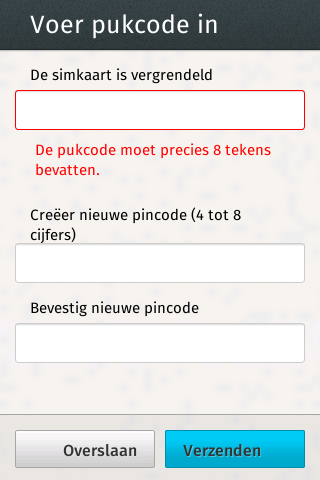 Voer pukcode in
De simkaart is vergrendeld
De pukcode moet precies 8 tekens
bevatten.
Creëer nieuwe pincode (4 tot 8
cijfers)
Bevestig nieuwe pincode
Overslaan
Verzenden